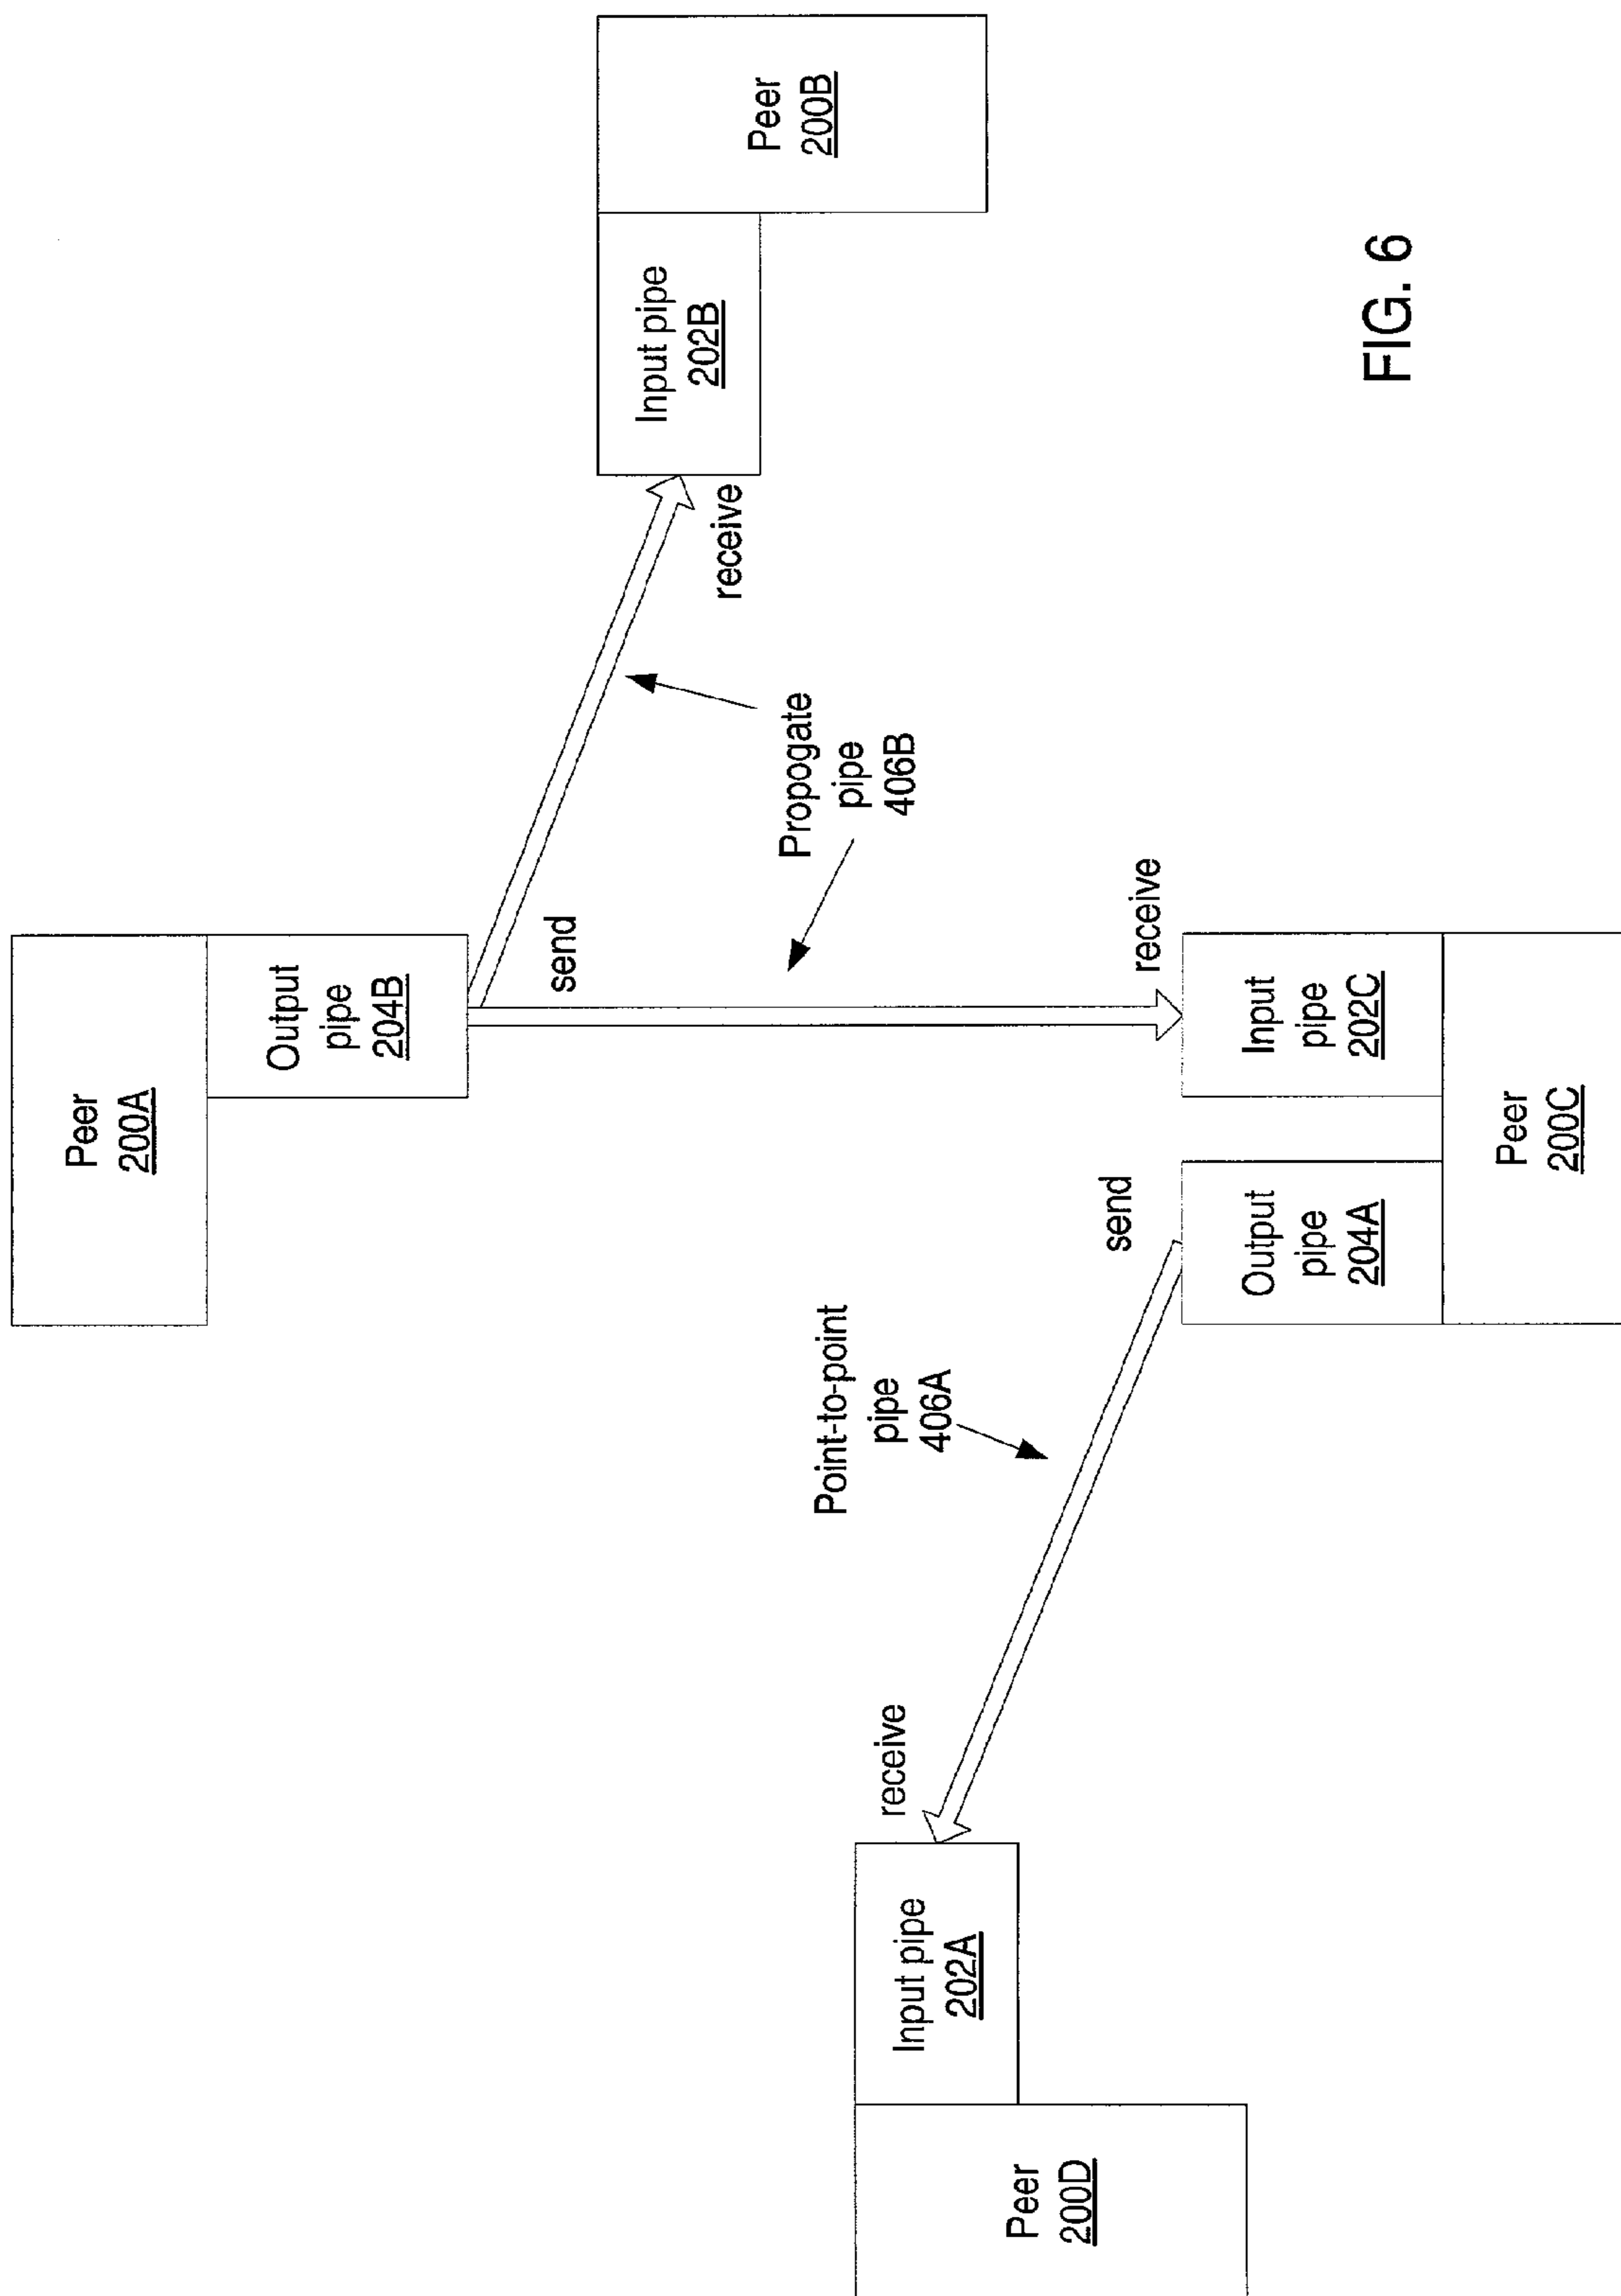 Peer
200A
Output
pipe
204B
send
Propogate
pipe
406B
receive
Input pipe
202B
Peer
200B
Point-to-point
pipe
406A
receive
Input pipe
202A
Peer
200D
send
receive
Output
pipe
204A
Input
pipe
202C
Peer
200C
FIG. 6